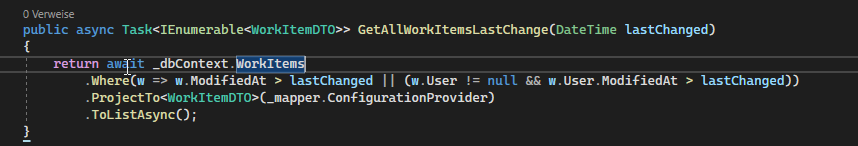 0 Verweise
public async Task<IEnumerable<WorkItemDTO>> GetAllWorkItemsLastChange(DateTime lastChanged)
{
return await _dbContext.WorkItems
.Where(w => w.ModifiedAt > lastChanged || (w.User != null && w.User.ModifiedAt > lastChanged))
.ProjectTo<WorkItemDTO>(_mapper.ConfigurationProvider)
.ToListAsync();
}